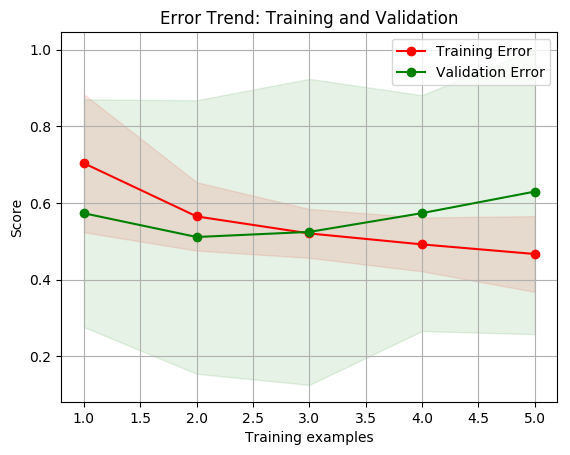 Error Trend: Training and Validation
Training Error
Validation Error
Score
1.0
0.8
0.6
0.4
0.2
1.0 1.5 2.0 2.5 3.0 3.5 4.0 4.5 5.0
Training examples